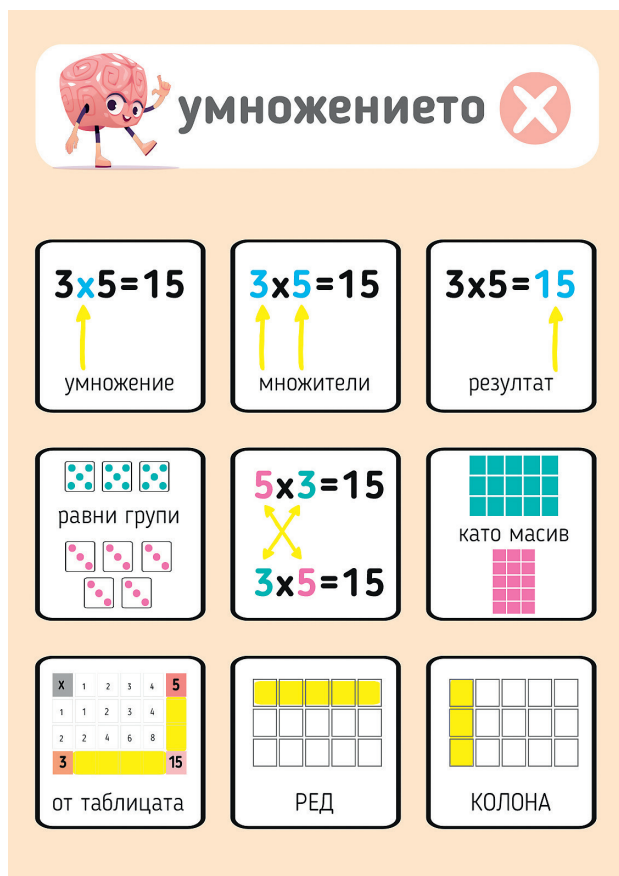 умножението X
3x5=15
умножение
3x5=15
множители
3x5=15
резултат
равни групи
5x3=15
3x5=15
като масив
X 1 2 3 4 5
1 1 2 3 4
2 2 4 6 8
3 15
от таблицата
РЕД
КОЛОНА